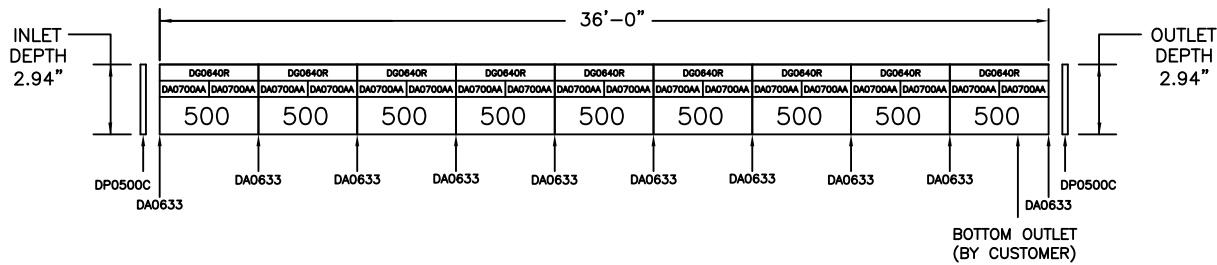 36'-0"
INLET
DEPTH
2.94"
OUTLET
DEPTH
2.94"
DG0640R DG0640R DG0640R DG0640R DG0640R DG0640R DG0640R DG0640R DG0640R
DA0700AA DA0700AA DA0700AA DA0700AA DA0700AA DA0700AA DA0700AA DA0700AA DA0700AA DA0700AA DA0700AA DA0700AA DA0700AA DA0700AA DA0700AA DA0700AA DA0700AA DA0700AA
500 500 500 500 500 500 500 500 500
DP0500C DA0633 DA0633 DA0633 DA0633 DA0633 DA0633 DA0633 DA0633 DP0500C
DA0633 DA0633
BOTTOM OUTLET
(BY CUSTOMER)